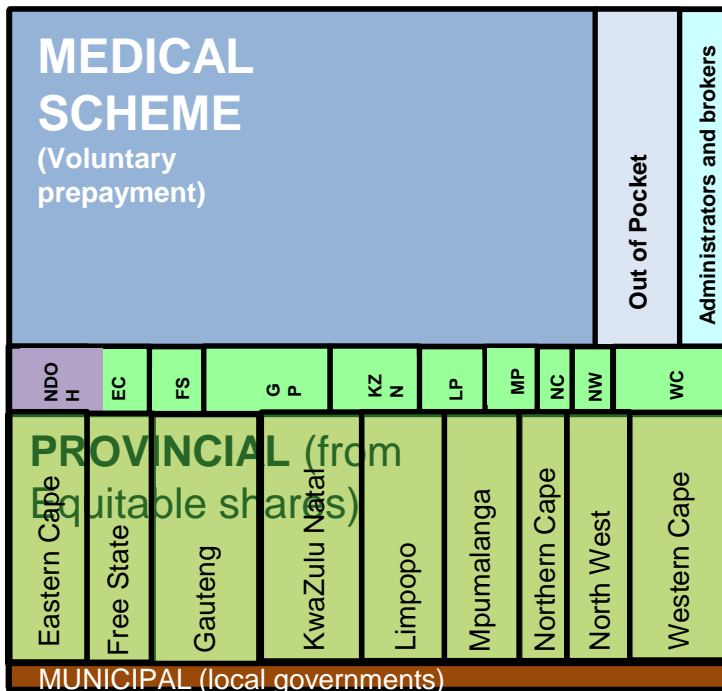 MEDICAL
SCHEME
(Voluntary
prepayment)
Out of Pocket
Administrators and brokers
NDO
H
EC
FS
G
P
KZ
N
LP
MP
NC
NW
WC
PROVINCIAL (from
Equitable shares)
Eastern Cape
Free State
Gauteng
KwaZulu Natal
Limpopo
Mpumalanga
Northern Cape
North West
Western Cape
MUNICIPAL (local governments)